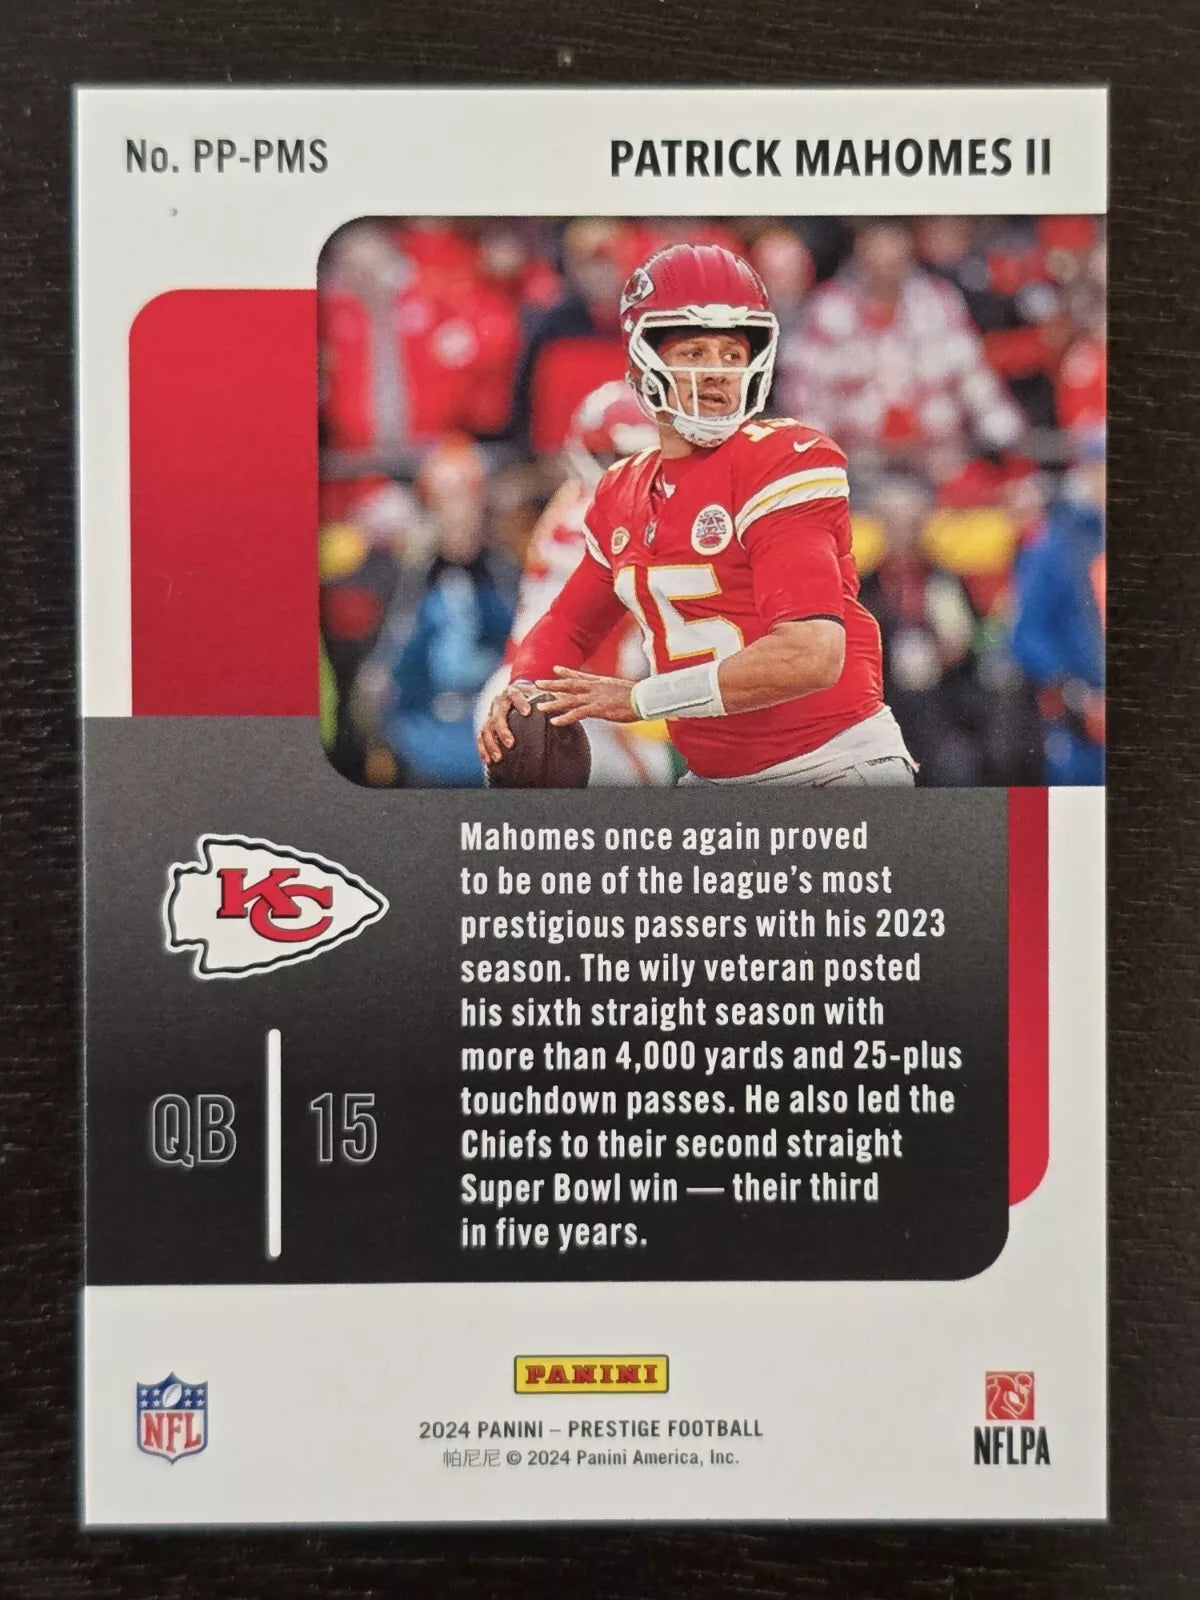 No. PP-PMS
PATRICK MAHOMES II
15
15
KC
QB
15
Mahomes once again proved
to be one of the league's most
prestigious passers with his 2023
season. The wily veteran posted
his sixth straight season with
more than 4,000 yards and 25-plus
touchdown passes. He also led the
Chiefs to their second straight
Super Bowl win — their third
in five years.
PANINI
NFL
2024 PANINI – PRESTIGE FOOTBALL
帕尼尼 © 2024 Panini America, Inc.
NFLPA